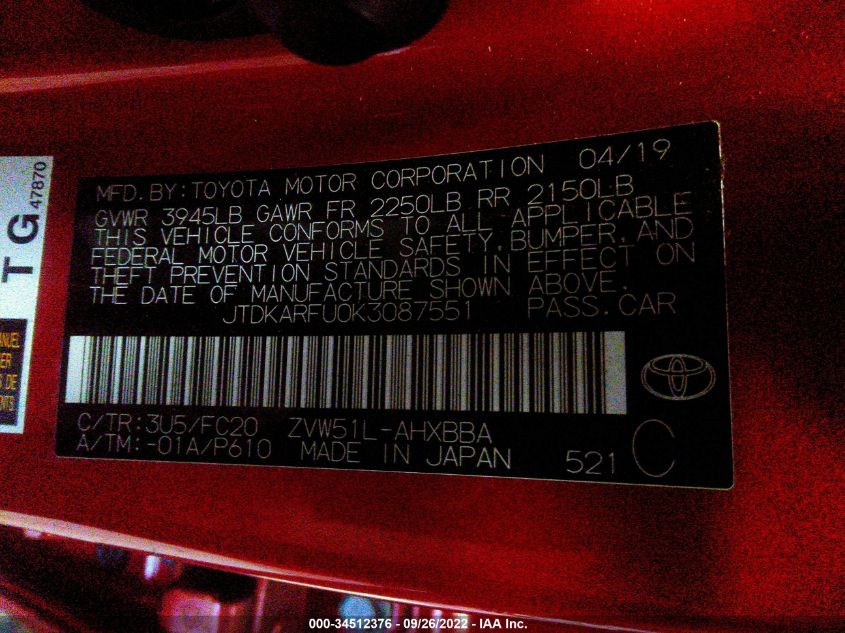 MFD.BY:TOYOTA MOTOR CORPORATION 04/19
GVWR 3945LB GAWR FR 2250LB RR 2150LB
THIS VEHICLE CONFORMS TO ALL APPLICABLE
FEDERAL MOTOR VEHICLE SAFETY,BUMPER,AND
THEFT PREVENTION STANDARDS IN EFFECT ON
THE DATE OF MANUFACTURE SHOWN ABOVE.
JTDKARFU0K3087551 PASS.CAR
C/TR:3U5/FC20 ZVW51L-AHXBBA
A/TM:-01A/P610 MADE IN JAPAN 521 C
TG
47870
DE
000-34512376 - 09/26/2022 - IAA Inc.